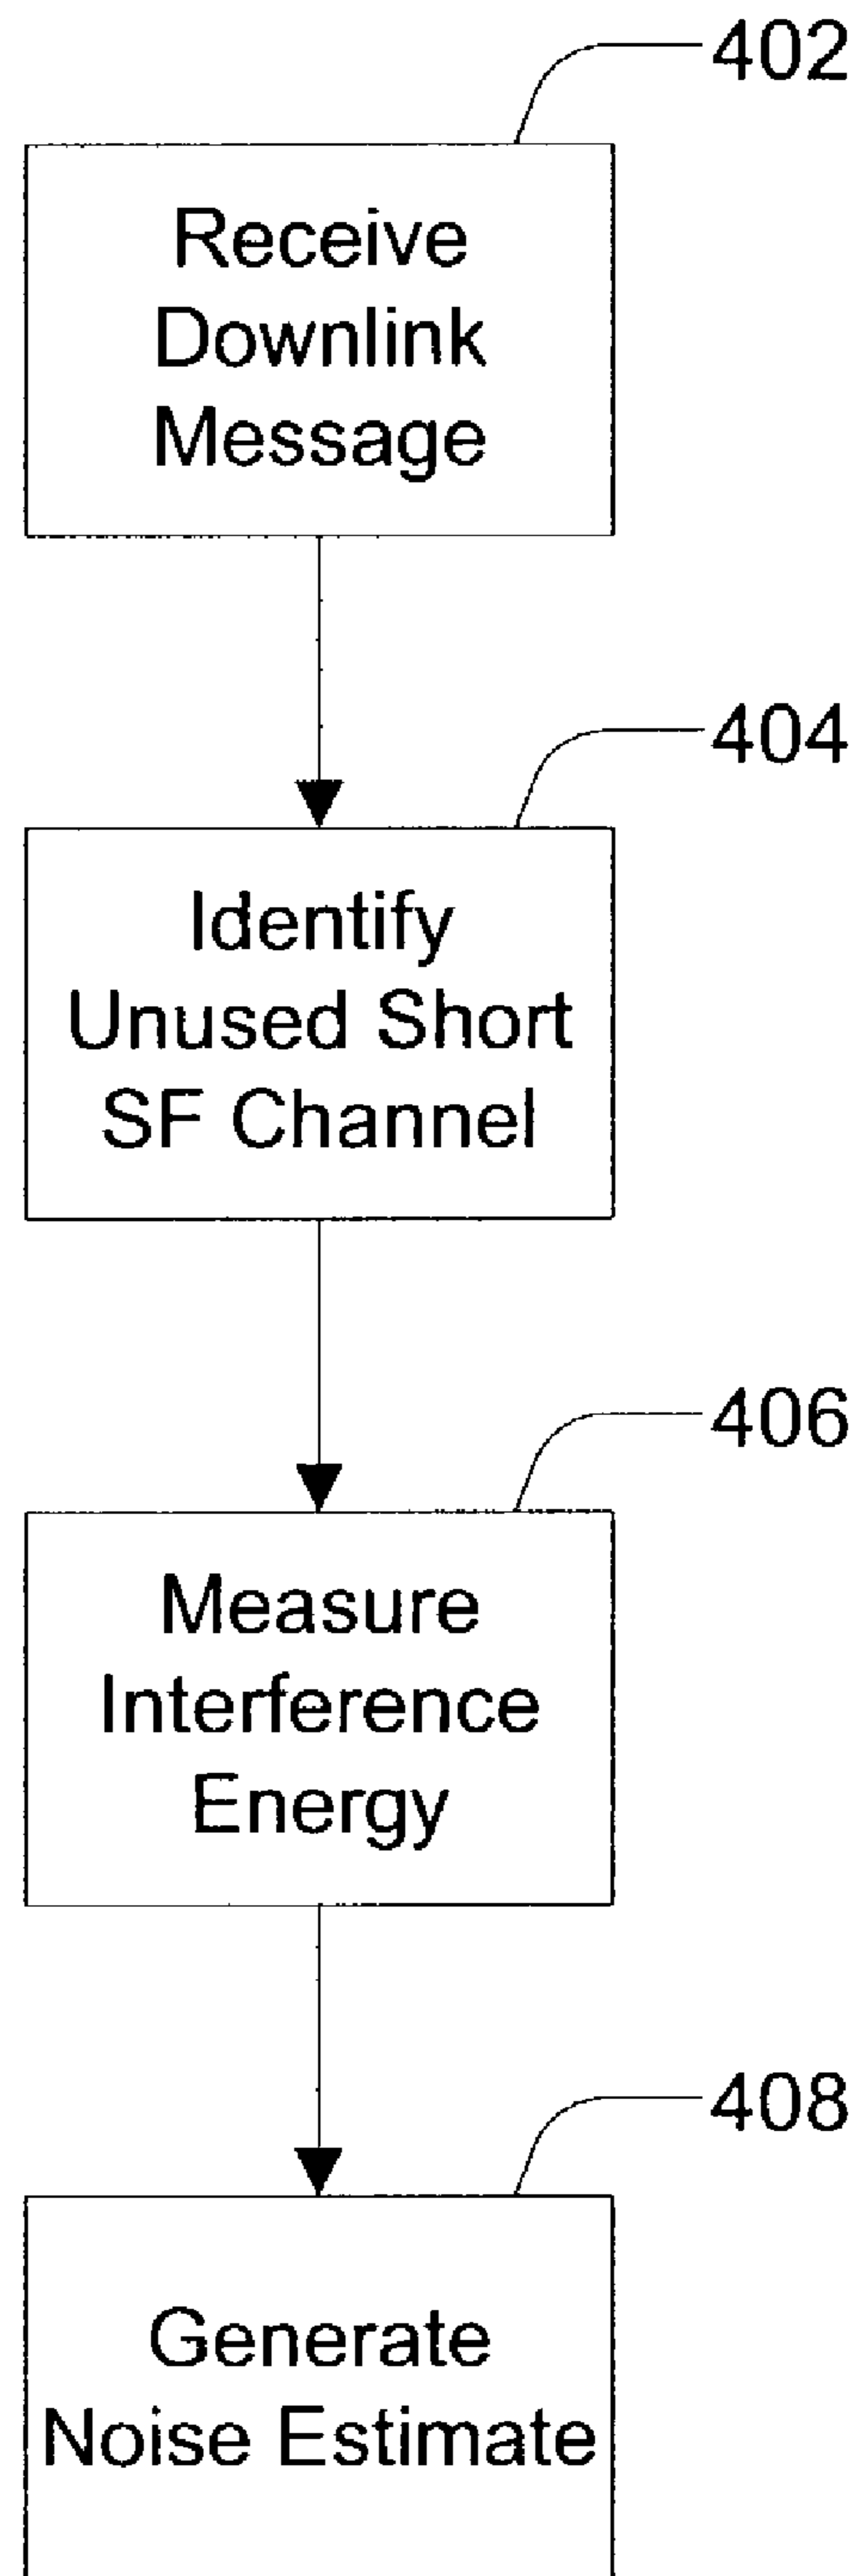 402
Receive
Downlink
Message
404
Identify
Unused Short
SF Channel
406
Measure
Interference
Energy
408
Generate
Noise Estimate